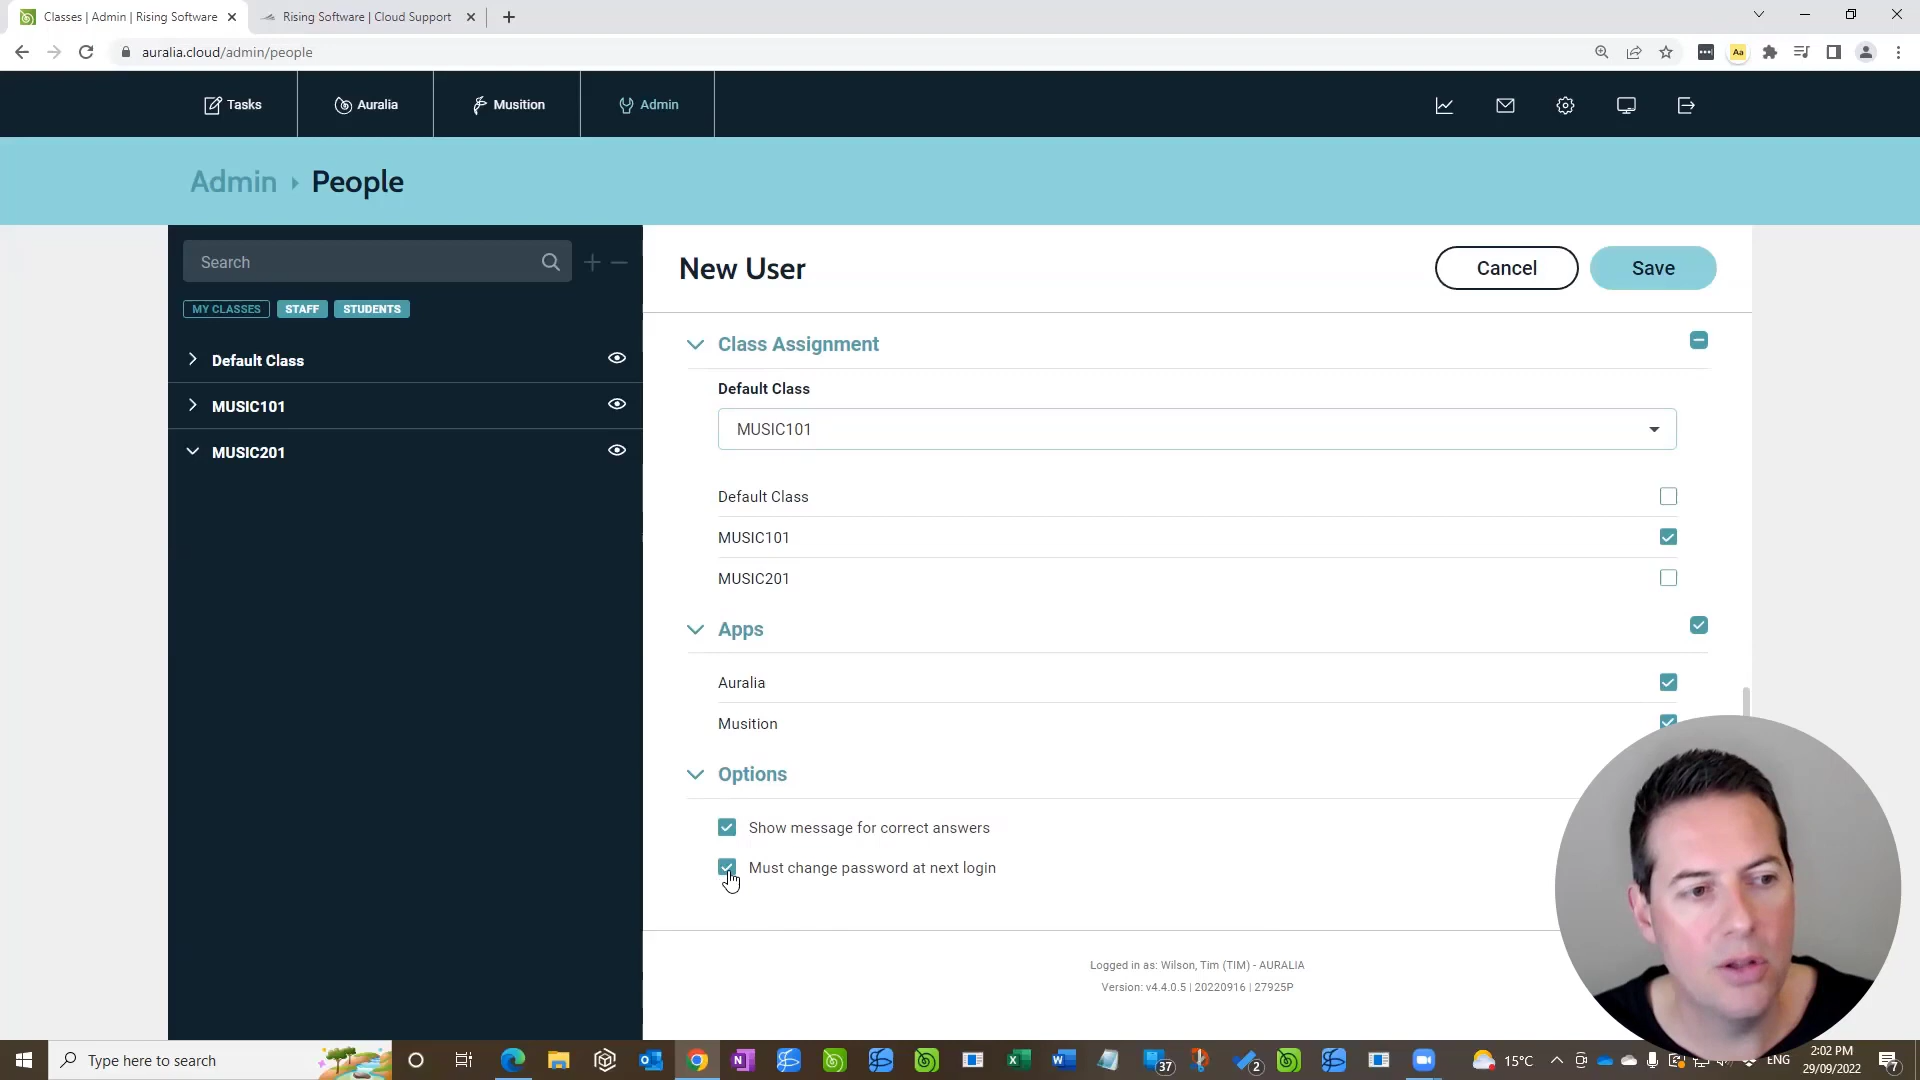 Classes | Admin | Rising Software
Rising Software | Cloud Support
auralia.cloud/admin/people
Aa
Tasks
Auralia
Musition
Admin
Admin
People
Search
MY CLASSES
STAFF
STUDENTS
Default Class
MUSIC101
MUSIC201
New User
Cancel
Save
Class Assignment
Default Class
MUSIC101
Default Class
MUSIC101
MUSIC201
Apps
Auralia
Musition
Options
Show message for correct answers
Must change password at next login
Logged in as: Wilson, Tim (TIM) - AURALIA
Version: v4.4.0.5 | 20220916 | 27925P
Type here to search
37
2
15°C
ENG
2:02 PM
29/09/2022
7